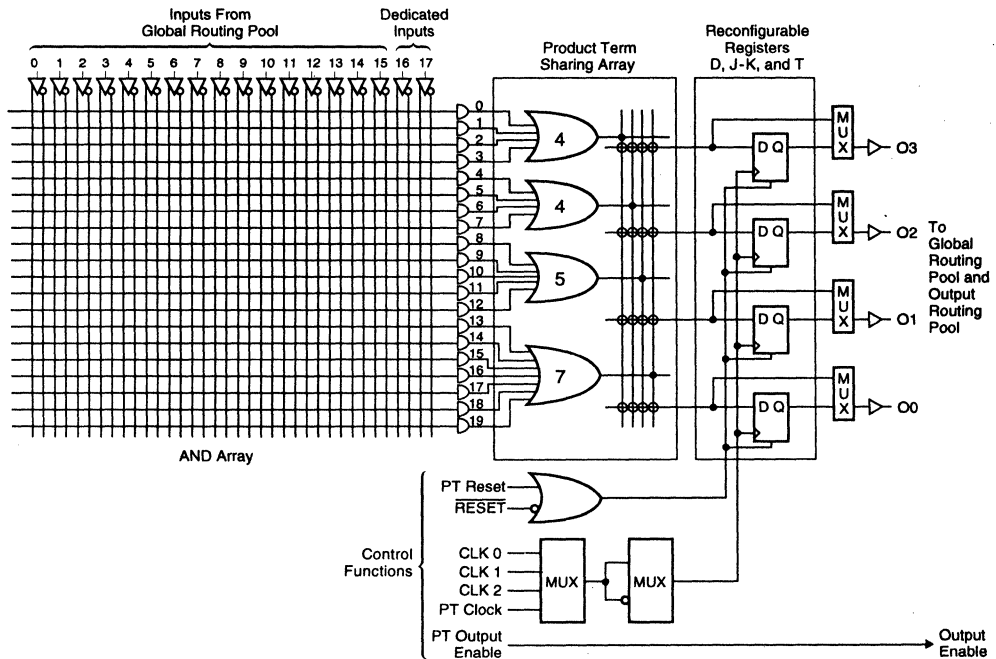 Inputs From
Global Routing Pool
Dedicated
Inputs
0 1 2 3 4 5 6 7 8 9 10 11 12 13 14 15 16 17
Product Term
Sharing Array
Reconfigurable
Registers
D, J-K, and T
0
1
2
3
4
5
6
7
8
9
10
11
12
13
14
15
16
17
18
19
4
4
5
7
D Q
D Q
D Q
D Q
MUX
MUX
MUX
MUX
O3
O2
O1
O0
To
Global
Routing
Pool and
Output
Routing
Pool
AND Array
Control
Functions
PT Reset
RESET
CLK 0
CLK 1
CLK 2
PT Clock
MUX
MUX
PT Output
Enable
Output
Enable